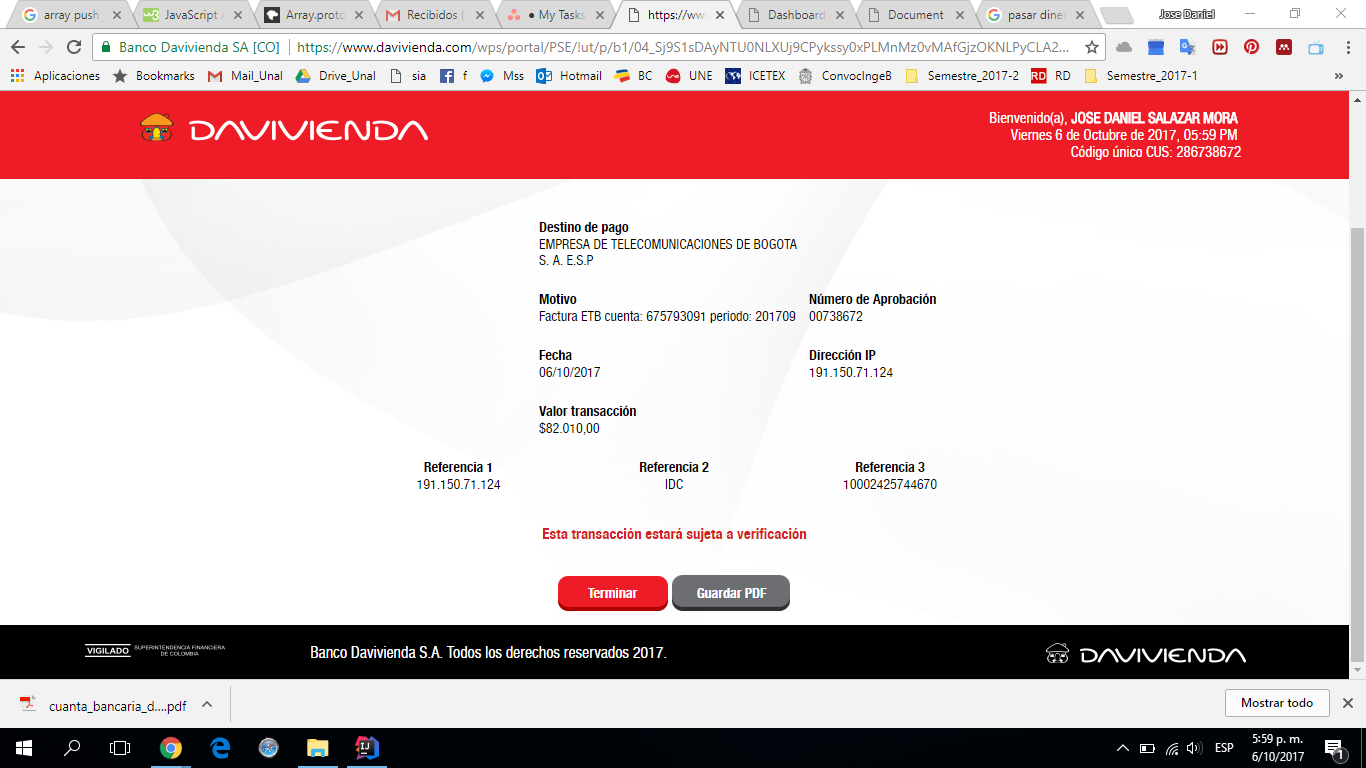 array push
JavaScript A
Array.proto
Recibidos (
● My Tasks
https://ww
Dashboard
Document
pasar diner
Jose Daniel
Banco Davivienda SA [CO]
https://www.davivienda.com/wps/portal/PSE/!ut/p/b1/04_Sj9S1sDAyNTU0NLXUj9CPykssy0xPLMnMz0vMAfGjzOKNLPyCLA2...
Aplicaciones
Bookmarks
Mail_Unal
Drive_Unal
sia
f
Mss
Hotmail
BC
UNE
ICETEX
ConvocIngeB
Semestre_2017-2
RD
RD
Semestre_2017-1
»
DAVIVIENDA
Bienvenido(a), JOSE DANIEL SALAZAR MORA
Viernes 6 de Octubre de 2017, 05:59 PM
Código único CUS: 286738672
Destino de pago
EMPRESA DE TELECOMUNICACIONES DE BOGOTA
S. A. E.S.P
Motivo
Factura ETB cuenta: 675793091 periodo: 201709
Número de Aprobación
00738672
Fecha
06/10/2017
Dirección IP
191.150.71.124
Valor transacción
$82.010,00
Referencia 1
191.150.71.124
Referencia 2
IDC
Referencia 3
10002425744670
Esta transacción estará sujeta a verificación
Terminar
Guardar PDF
VIGILADO
SUPERINTENDENCIA FINANCIERA
DE COLOMBIA
Banco Davivienda S.A. Todos los derechos reservados 2017.
DAVIVIENDA
cuanta_bancaria_d....pdf
Mostrar todo
ESP
5:59 p. m.
6/10/2017
1